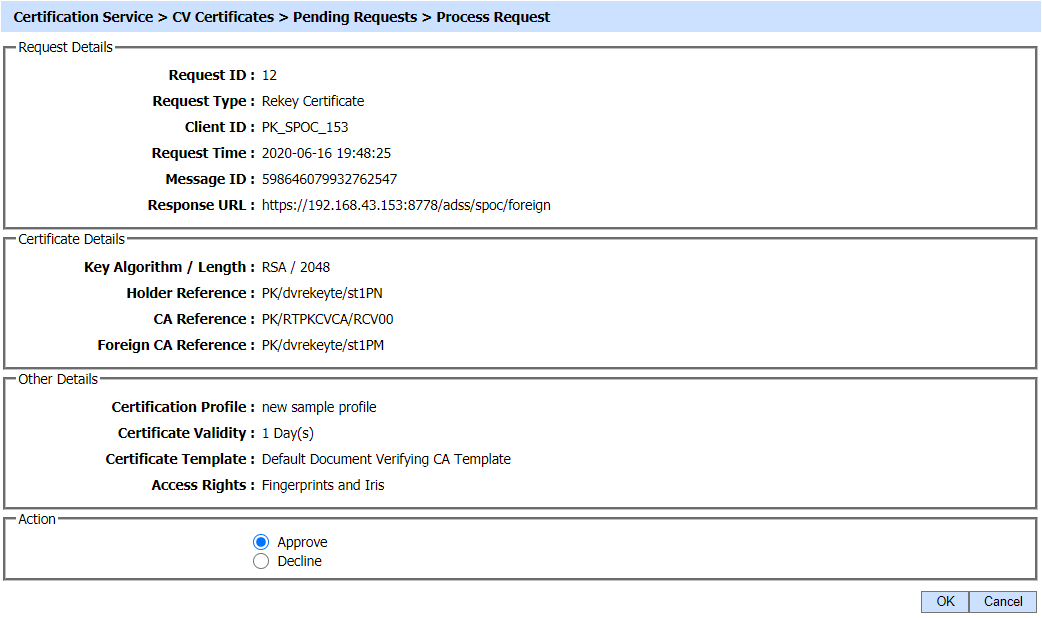 Certification Service > CV Certificates > Pending Requests > Process Request
Request Details
Request ID : 12
Request Type : Rekey Certificate
Client ID : PK_SPOC_153
Request Time : 2020-06-16 19:48:25
Message ID : 598646079932762547
Response URL : https://192.168.43.153:8778/adss/spoc/foreign
Certificate Details
Key Algorithm / Length : RSA / 2048
Holder Reference : PK/dvrekeyte/st1PN
CA Reference : PK/RTPKCVCA/RCV00
Foreign CA Reference : PK/dvrekeyte/st1PM
Other Details
Certification Profile : new sample profile
Certificate Validity : 1 Day(s)
Certificate Template : Default Document Verifying CA Template
Access Rights : Fingerprints and Iris
Action
Approve
Decline
OK Cancel